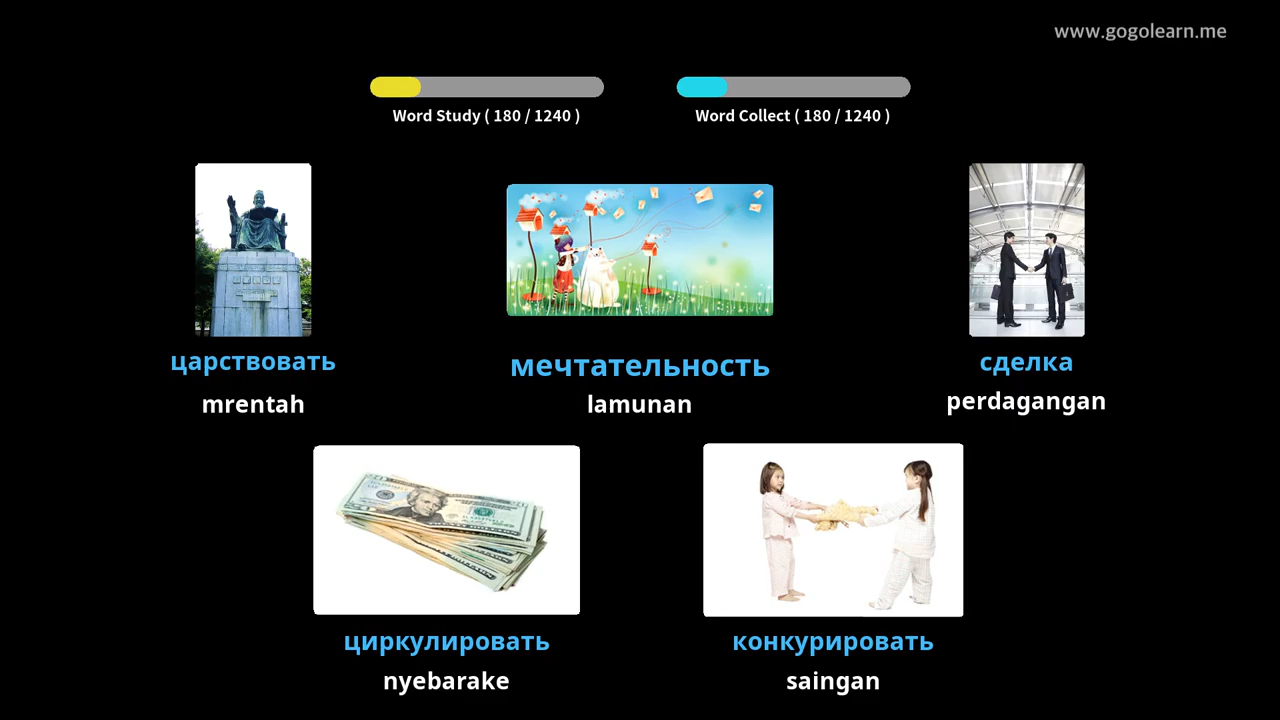 www.gogolearn.me
Word Study ( 180 / 1240 )
Word Collect ( 180 / 1240 )
царствовать
mrentah
мечтательность
lamunan
сделка
perdagangan
циркулировать
nyebarake
конкурировать
saingan